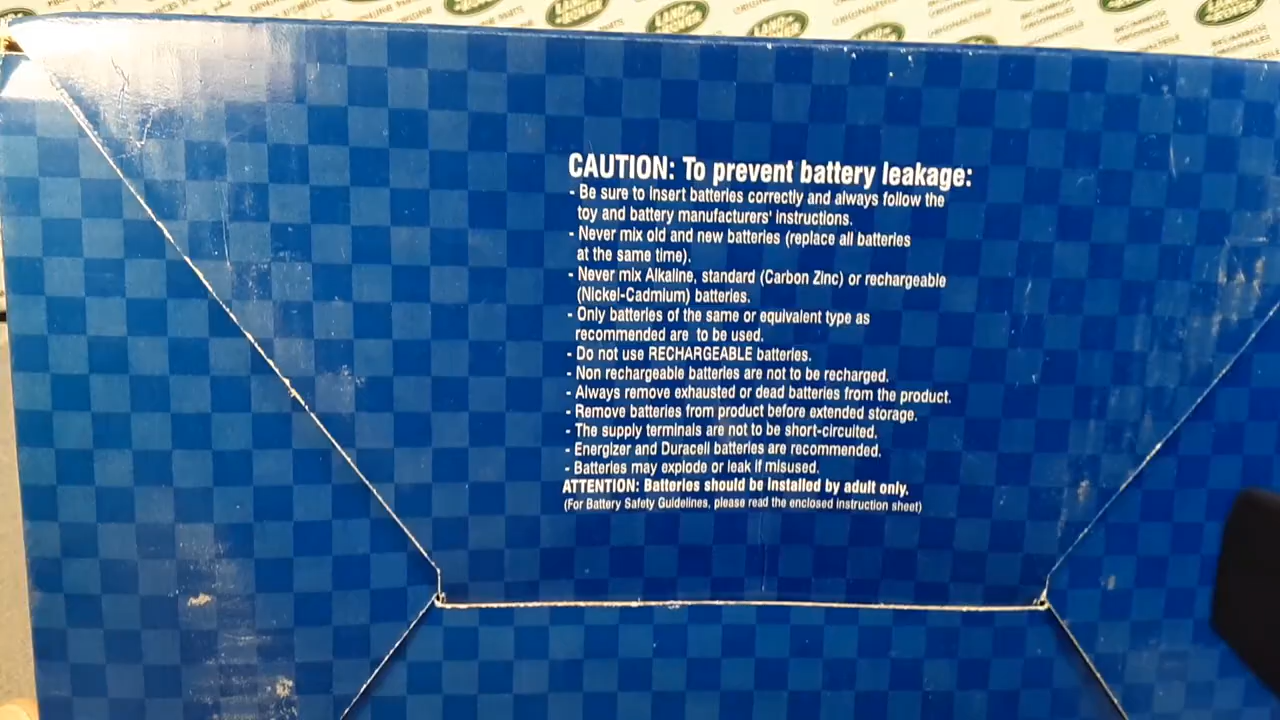 LAND ROVER
CAUTION: To prevent battery leakage:
- Be sure to insert batteries correctly and always follow the
toy and battery manufacturers' instructions.
- Never mix old and new batteries (replace all batteries
at the same time).
- Never mix Alkaline, standard (Carbon Zinc) or rechargeable
(Nickel-Cadmium) batteries.
- Only batteries of the same or equivalent type as
recommended are to be used.
- Do not use RECHARGEABLE batteries.
- Non rechargeable batteries are not to be recharged.
- Always remove exhausted or dead batteries from the product.
- Remove batteries from product before extended storage.
- The supply terminals are not to be short-circuited.
- Energizer and Duracell batteries are recommended.
- Batteries may explode or leak if misused.
ATTENTION: Batteries should be installed by adult only.
(For Battery Safety Guidelines, please read the enclosed instruction sheet)